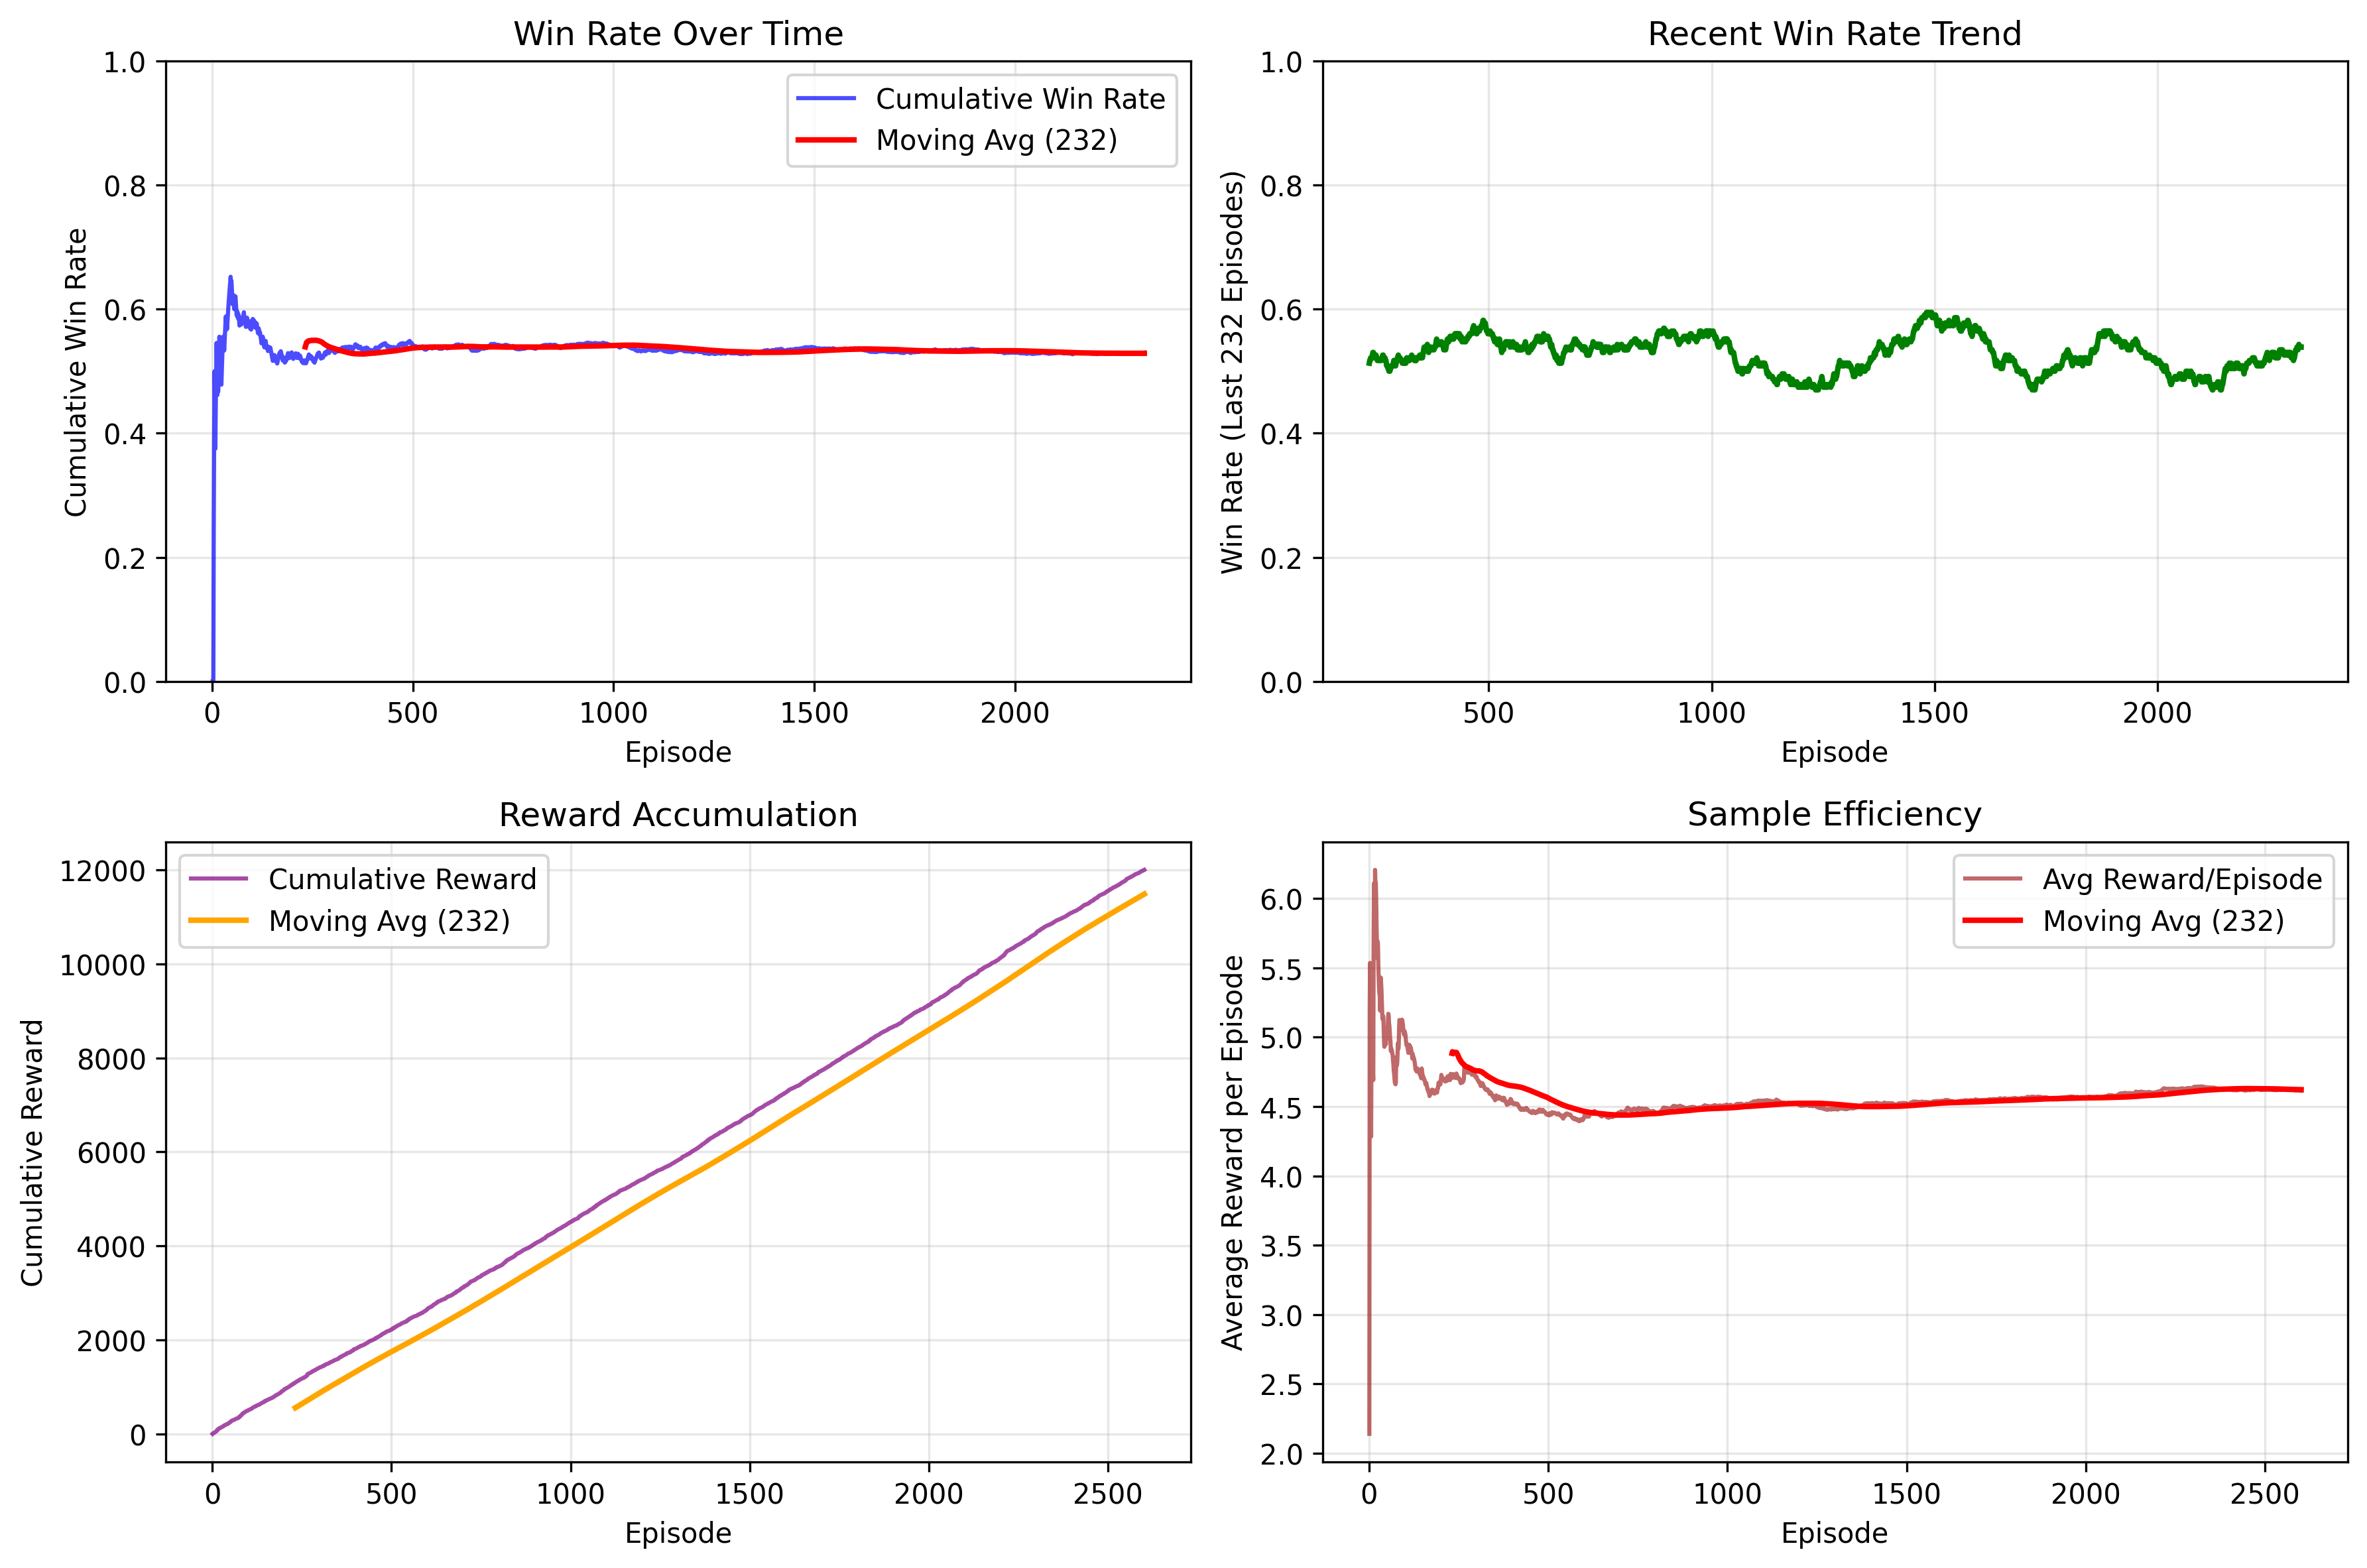 Win Rate Over Time
1.0
0.8
0.6
0.4
0.2
0.0
Cumulative Win Rate
Cumulative Win Rate
Moving Avg (232)
0 500 1000 1500 2000
Episode
Recent Win Rate Trend
1.0
0.8
0.6
0.4
0.2
0.0
Win Rate (Last 232 Episodes)
500 1000 1500 2000
Episode
Reward Accumulation
12000
10000
8000
6000
4000
2000
0
Cumulative Reward
Cumulative Reward
Moving Avg (232)
0 500 1000 1500 2000 2500
Episode
Sample Efficiency
6.0
5.5
5.0
4.5
4.0
3.5
3.0
2.5
2.0
Average Reward per Episode
Avg Reward/Episode
Moving Avg (232)
0 500 1000 1500 2000 2500
Episode